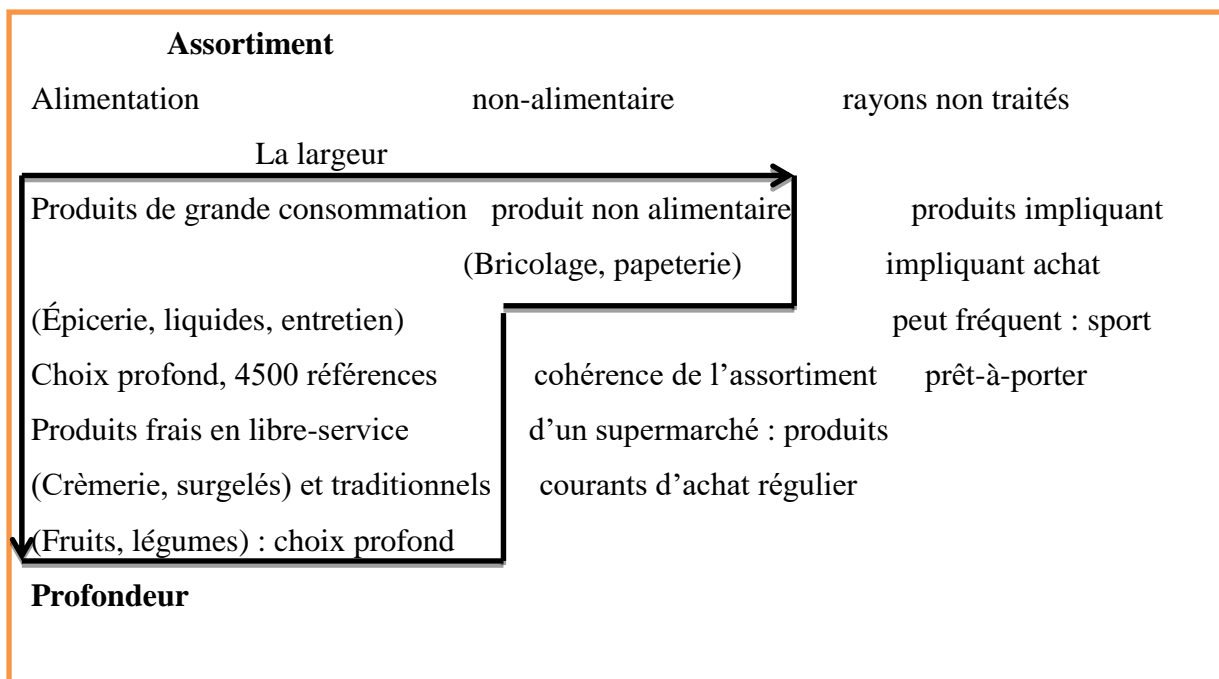 Assortiment
Alimentation non-alimentaire rayons non traités
La largeur
Produits de grande consommation produit non alimentaire produits impliquant
(Bricolage, papeterie) impliquant achat
(Épicerie, liquides, entretien) peut fréquent : sport
Choix profond, 4500 références cohérence de l’assortiment prêt-à-porter
Produits frais en libre-service d’un supermarché : produits
(Crèmerie, surgelés) et traditionnels courants d’achat régulier
(Fruits, légumes) : choix profond
Profondeur